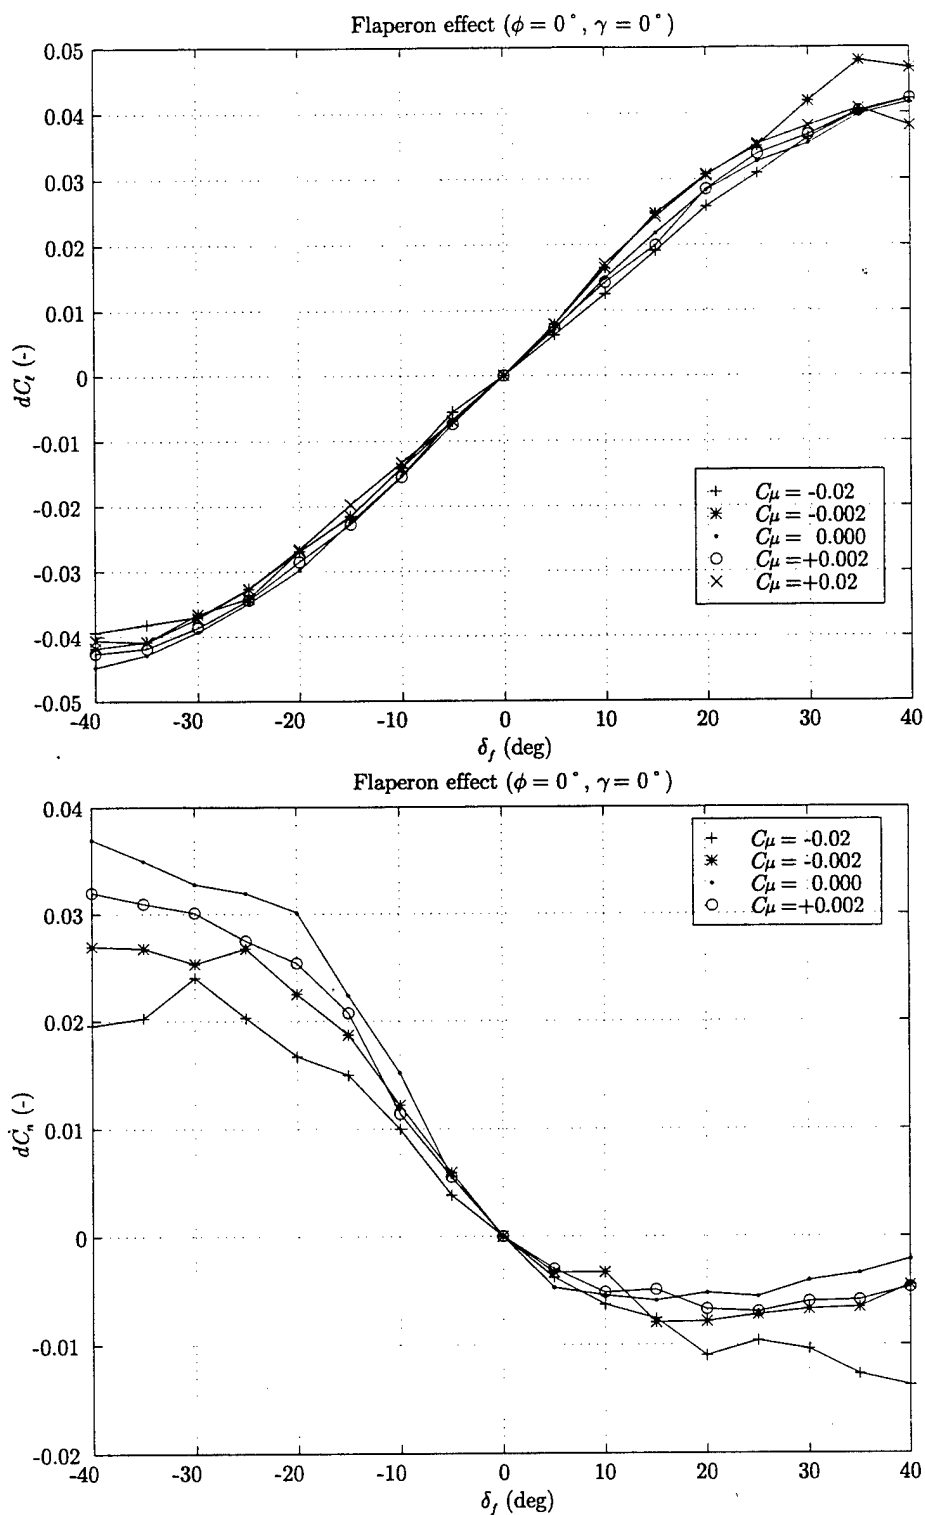 Flaperon effect (ϕ = 0°, γ = 0°)
0.05
0.04
0.03
0.02
0.01
0
-0.01
-0.02
-0.03
-0.04
-0.05
dCℓ (-)
+ Cμ = -0.02
* Cμ = -0.002
· Cμ = 0.000
○ Cμ = +0.002
× Cμ = +0.02
-40 -30 -20 -10 0 10 20 30 40
δf (deg)
Flaperon effect (ϕ = 0°, γ = 0°)
0.04
0.03
0.02
0.01
0
-0.01
-0.02
dCn (-)
+ Cμ = -0.02
* Cμ = -0.002
· Cμ = 0.000
○ Cμ = +0.002
-40 -30 -20 -10 0 10 20 30 40
δf (deg)